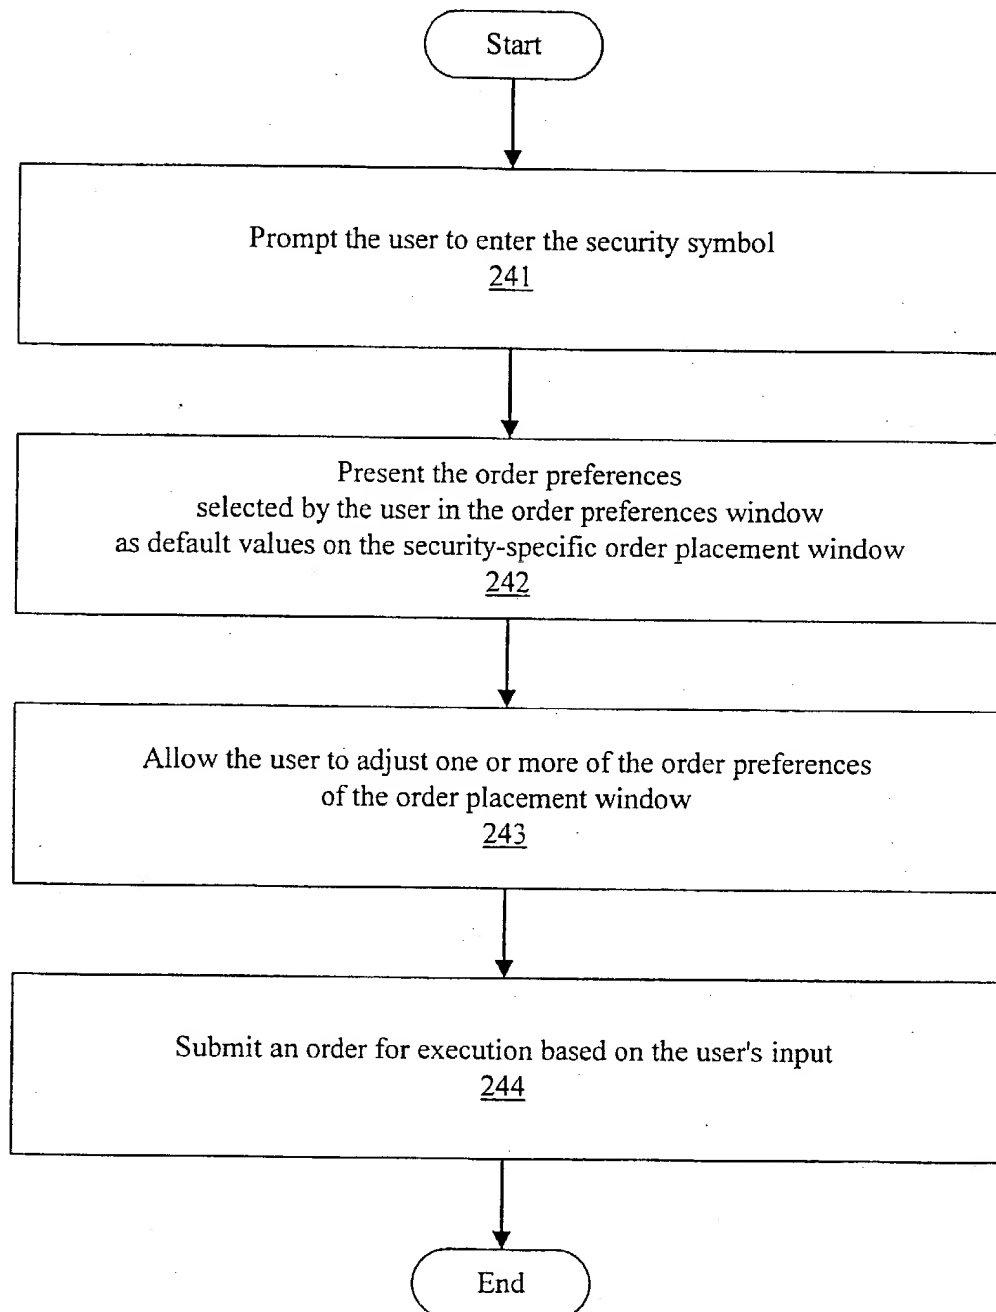 Start
Prompt the user to enter the security symbol
241
Present the order preferences
selected by the user in the order preferences window
as default values on the security-specific order placement window
242
Allow the user to adjust one or more of the order preferences
of the order placement window
243
Submit an order for execution based on the user's input
244
End